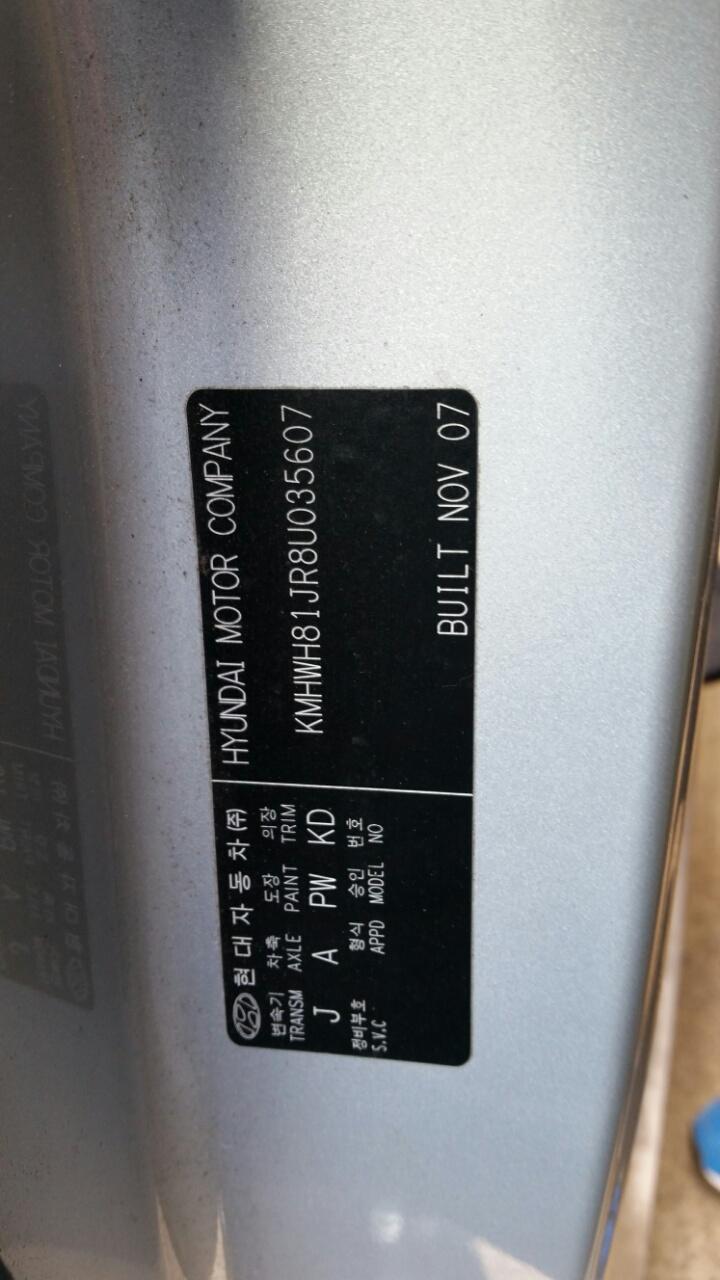 현대자동차(주) HYUNDAI MOTOR COMPANY
변속기 차축 도장 의장
TRANSM AXLE PAINT TRIM
J A PW KD
KMHWH81JR8U035607
정비부호 형식 승인 번호
S.V.C APPD MODEL NO
BUILT NOV 07